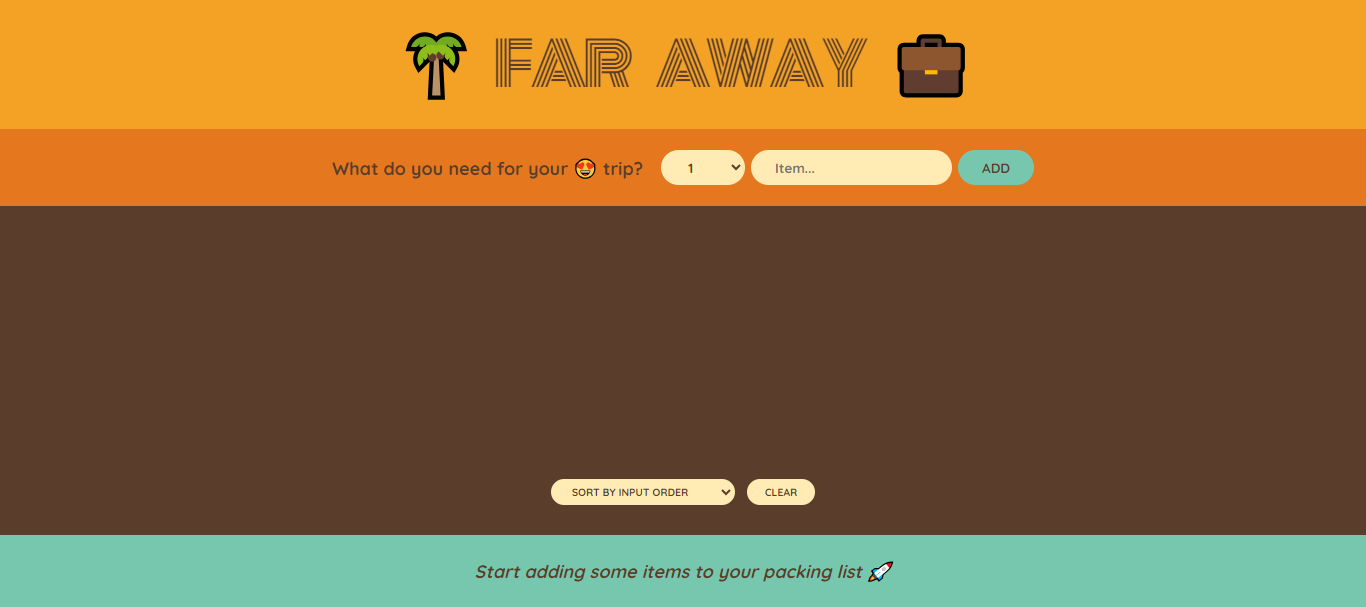 🌴 FAR AWAY 💼
What do you need for your 😍 trip? 1 Item... ADD
SORT BY INPUT ORDER CLEAR
Start adding some items to your packing list 🚀